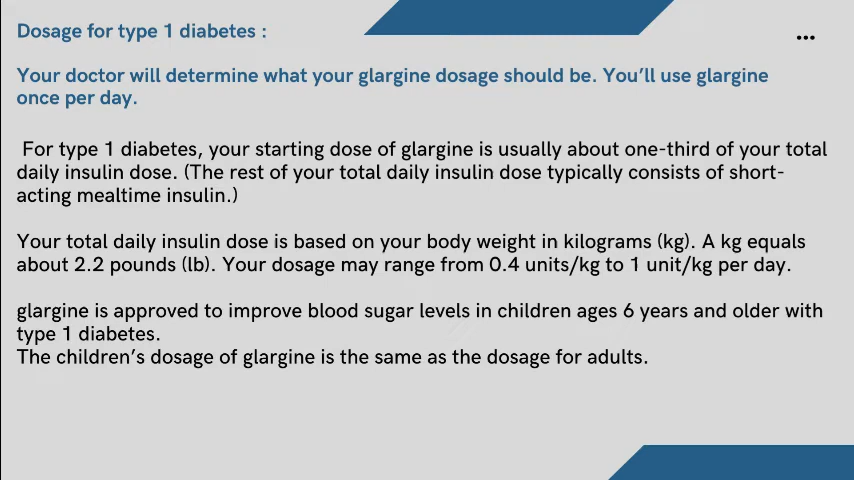 Dosage for type 1 diabetes :
Your doctor will determine what your glargine dosage should be. You’ll use glargine
once per day.
For type 1 diabetes, your starting dose of glargine is usually about one-third of your total
daily insulin dose. (The rest of your total daily insulin dose typically consists of short-
acting mealtime insulin.)
Your total daily insulin dose is based on your body weight in kilograms (kg). A kg equals
about 2.2 pounds (lb). Your dosage may range from 0.4 units/kg to 1 unit/kg per day.
glargine is approved to improve blood sugar levels in children ages 6 years and older with
type 1 diabetes.
The children’s dosage of glargine is the same as the dosage for adults.